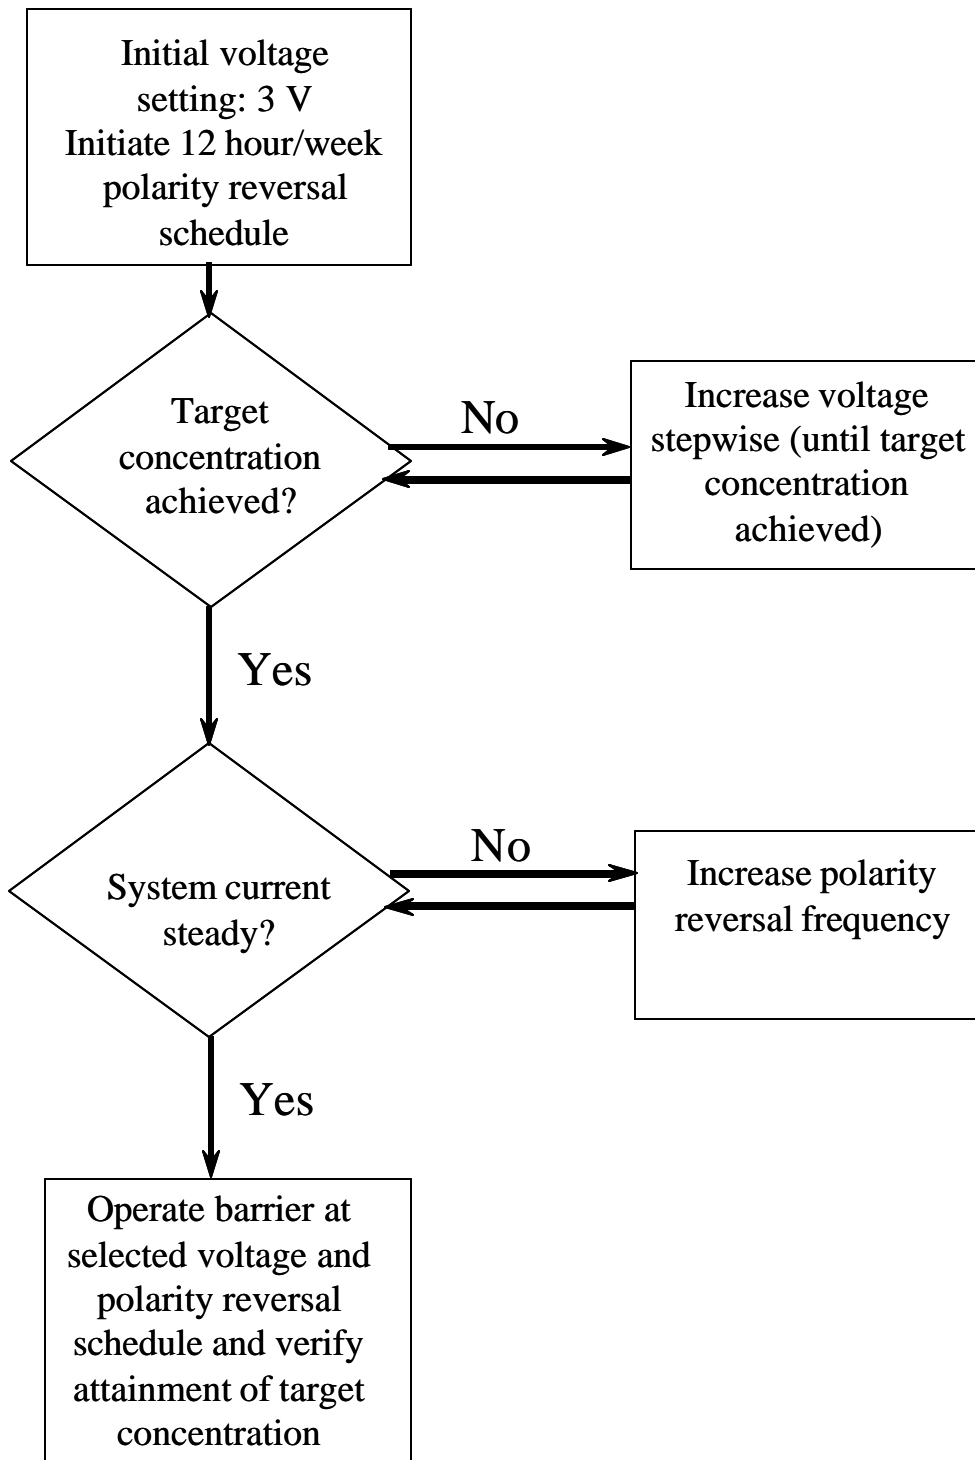 Initial voltage
setting: 3 V
Initiate 12 hour/week
polarity reversal
schedule
Target
concentration
achieved?
No
Increase voltage
stepwise (until target
concentration
achieved)
Yes
System current
steady?
No
Increase polarity
reversal frequency
Yes
Operate barrier at
selected voltage and
polarity reversal
schedule and verify
attainment of target
concentration